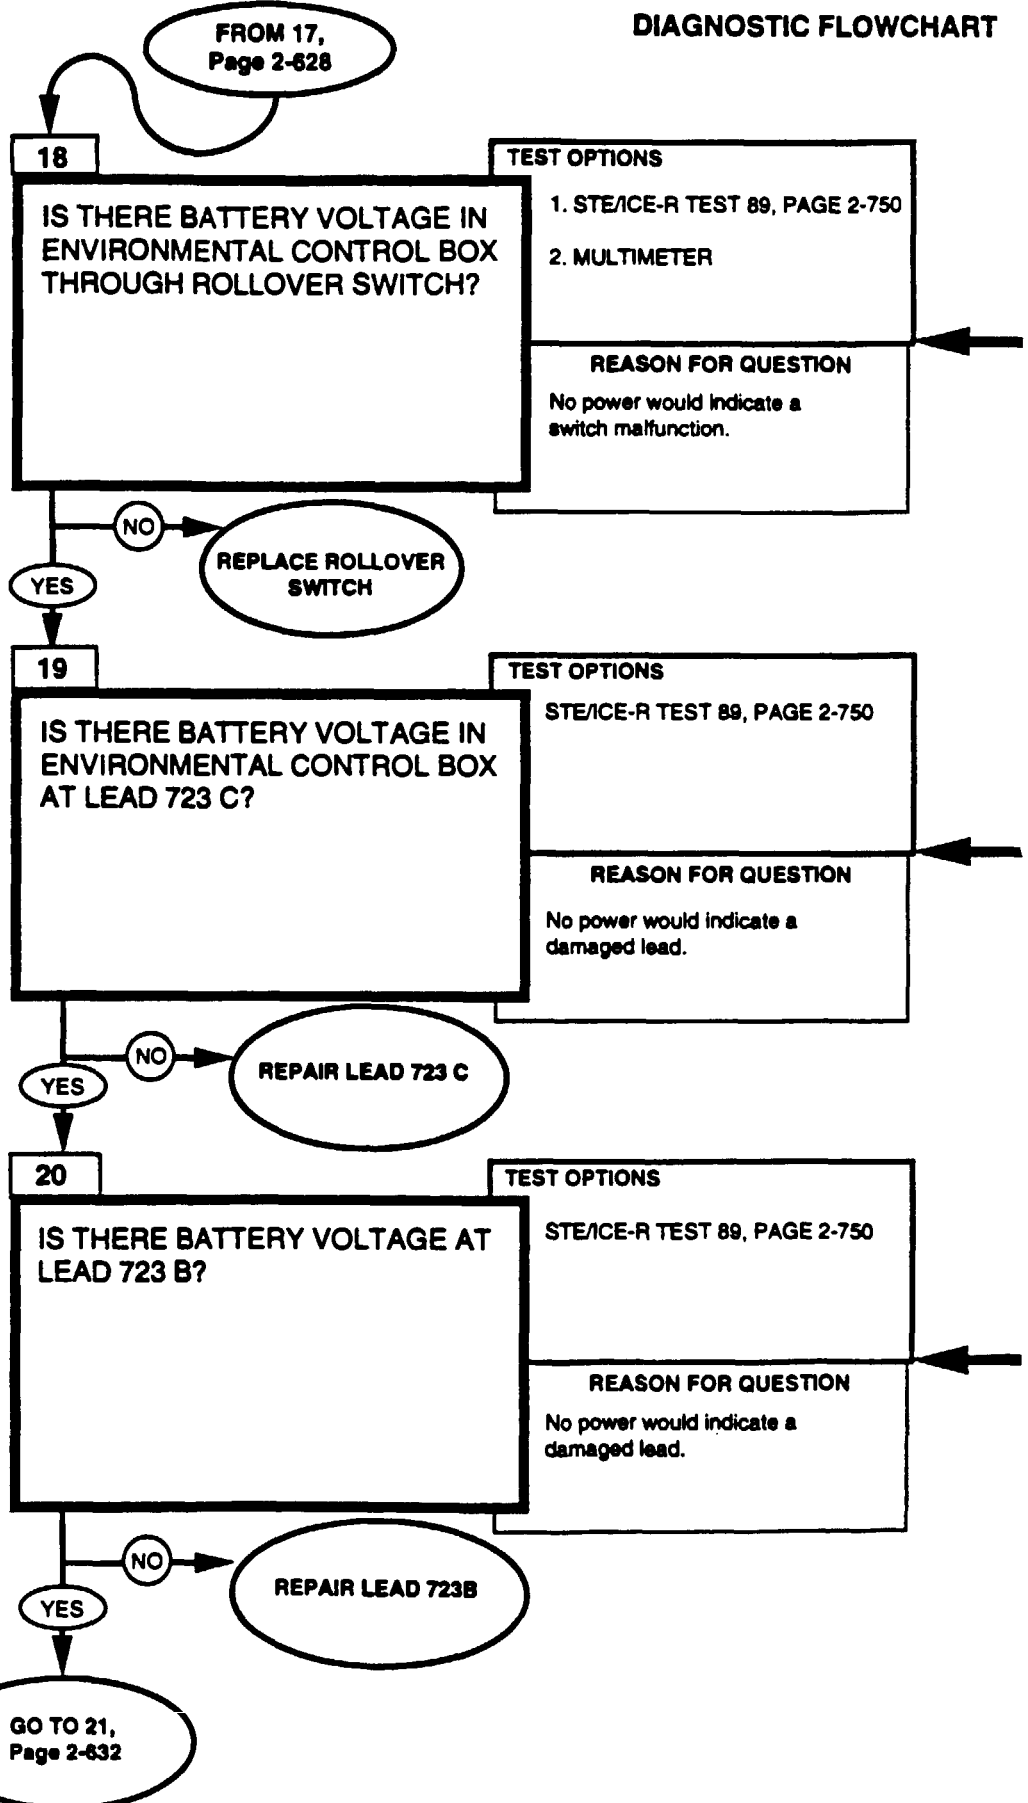 DIAGNOSTIC FLOWCHART
FROM 17,
Page 2-628
18
IS THERE BATTERY VOLTAGE IN
ENVIRONMENTAL CONTROL BOX
THROUGH ROLLOVER SWITCH?
TEST OPTIONS
1. STE/ICE-R TEST 89, PAGE 2-750
2. MULTIMETER
REASON FOR QUESTION
No power would indicate a
switch malfunction.
NO
REPLACE ROLLOVER
SWITCH
YES
19
IS THERE BATTERY VOLTAGE IN
ENVIRONMENTAL CONTROL BOX
AT LEAD 723 C?
TEST OPTIONS
STE/ICE-R TEST 89, PAGE 2-750
REASON FOR QUESTION
No power would indicate a
damaged lead.
NO
REPAIR LEAD 723 C
YES
20
IS THERE BATTERY VOLTAGE AT
LEAD 723 B?
TEST OPTIONS
STE/ICE-R TEST 89, PAGE 2-750
REASON FOR QUESTION
No power would indicate a
damaged lead.
NO
REPAIR LEAD 723B
YES
GO TO 21,
Page 2-632